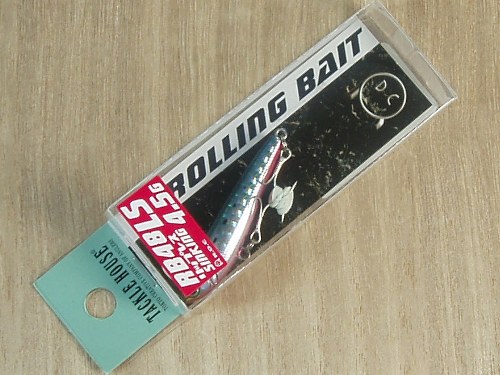 ROLLING BAIT
D-C
RB48LS
SINKING 4.5G
R.D.C
TACKLE HOUSE